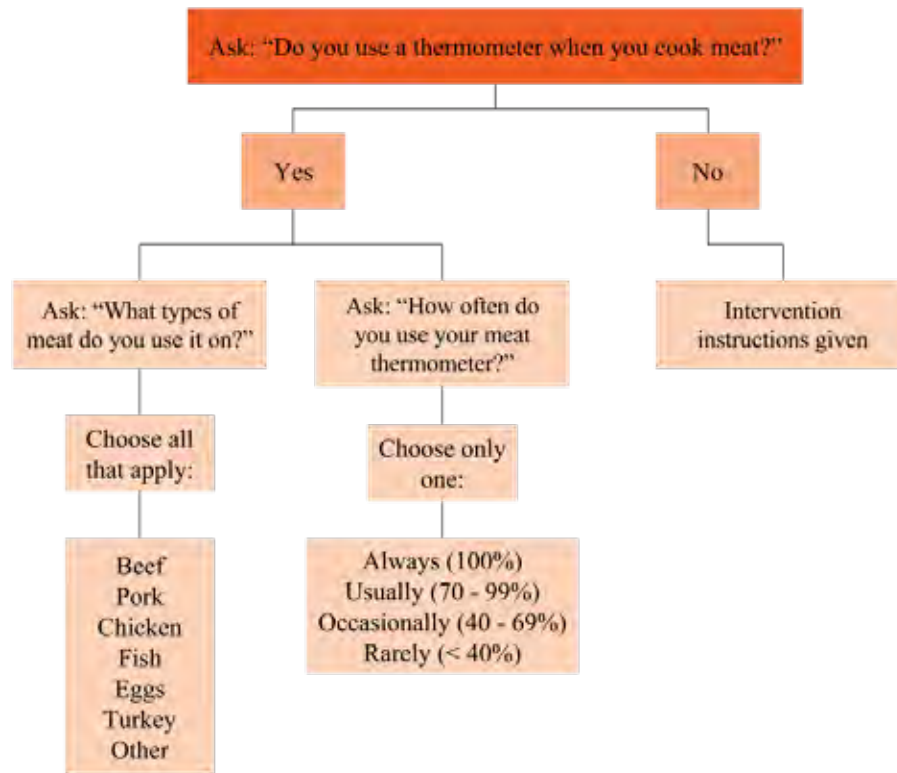 Ask: “Do you use a thermometer when you cook meat?”
Yes
No
Ask: “What types of
meat do you use it on?”
Ask: “How often do
you use your meat
thermometer?”
Intervention
instructions given
Choose all
that apply:
Choose only
one:
Beef
Pork
Chicken
Fish
Eggs
Turkey
Other
Always (100%)
Usually (70 - 99%)
Occasionally (40 - 69%)
Rarely (< 40%)